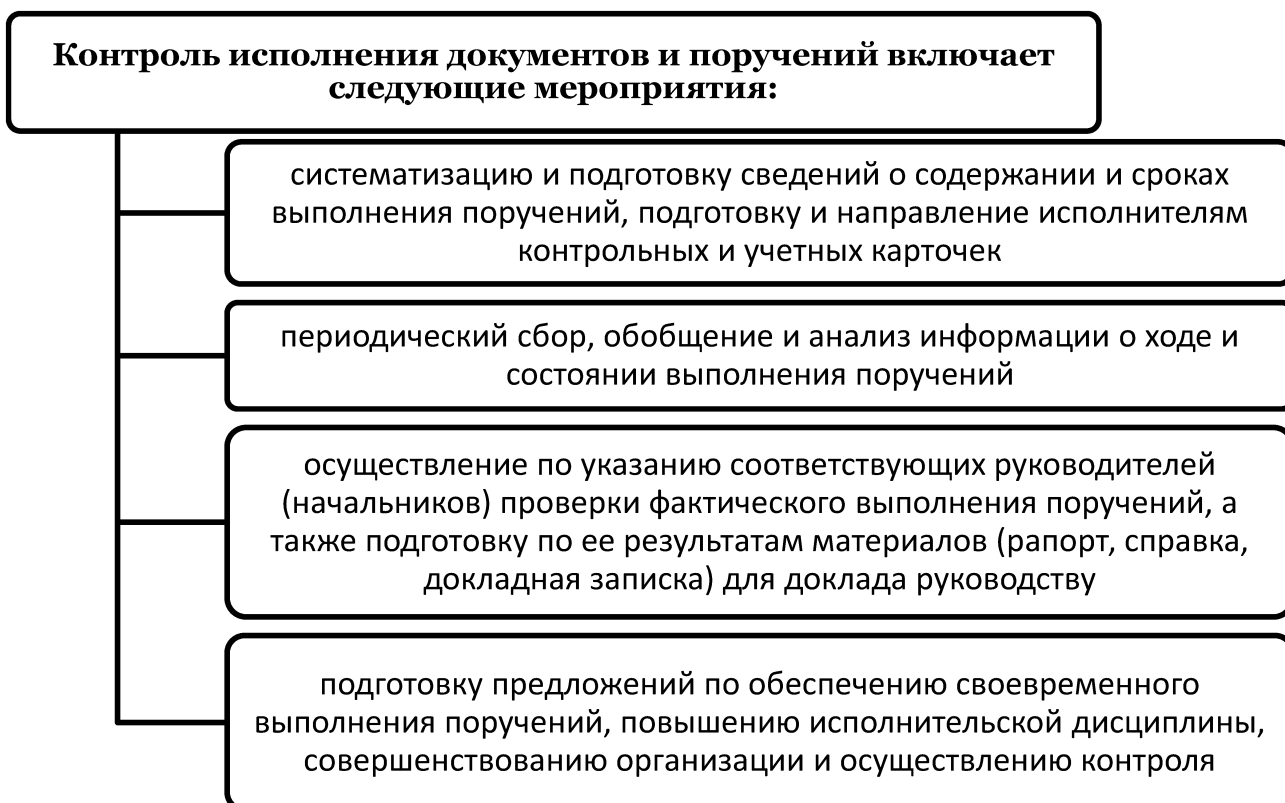 Контроль исполнения документов и поручений включает
следующие мероприятия:
систематизацию и подготовку сведений о содержании и сроках
выполнения поручений, подготовку и направление исполнителям
контрольных и учетных карточек
периодический сбор, обобщение и анализ информации о ходе и
состоянии выполнения поручений
осуществление по указанию соответствующих руководителей
(начальников) проверки фактического выполнения поручений, а
также подготовку по ее результатам материалов (рапорт, справка,
докладная записка) для доклада руководству
подготовку предложений по обеспечению своевременного
выполнения поручений, повышению исполнительской дисциплины,
совершенствованию организации и осуществлению контроля